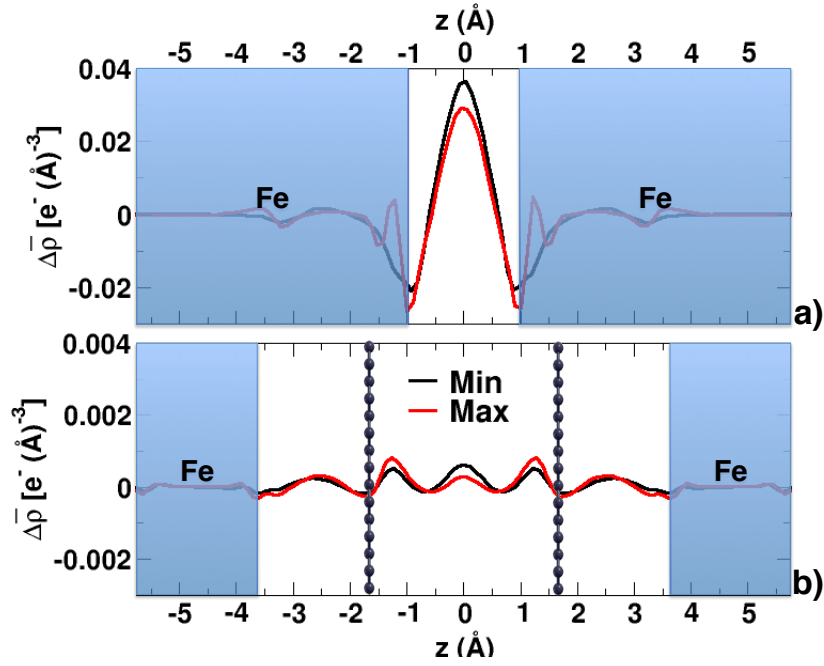 z (Å)
-5 -4 -3 -2 -1 0 1 2 3 4 5
0.04
0.02
0
-0.02
Δρ̅ [e⁻ (Å)⁻³]
Fe Fe
a)
0.004
0.002
0
-0.002
Δρ̅ [e⁻ (Å)⁻³]
Min
Max
Fe Fe
b)
-5 -4 -3 -2 -1 0 1 2 3 4 5
z (Å)